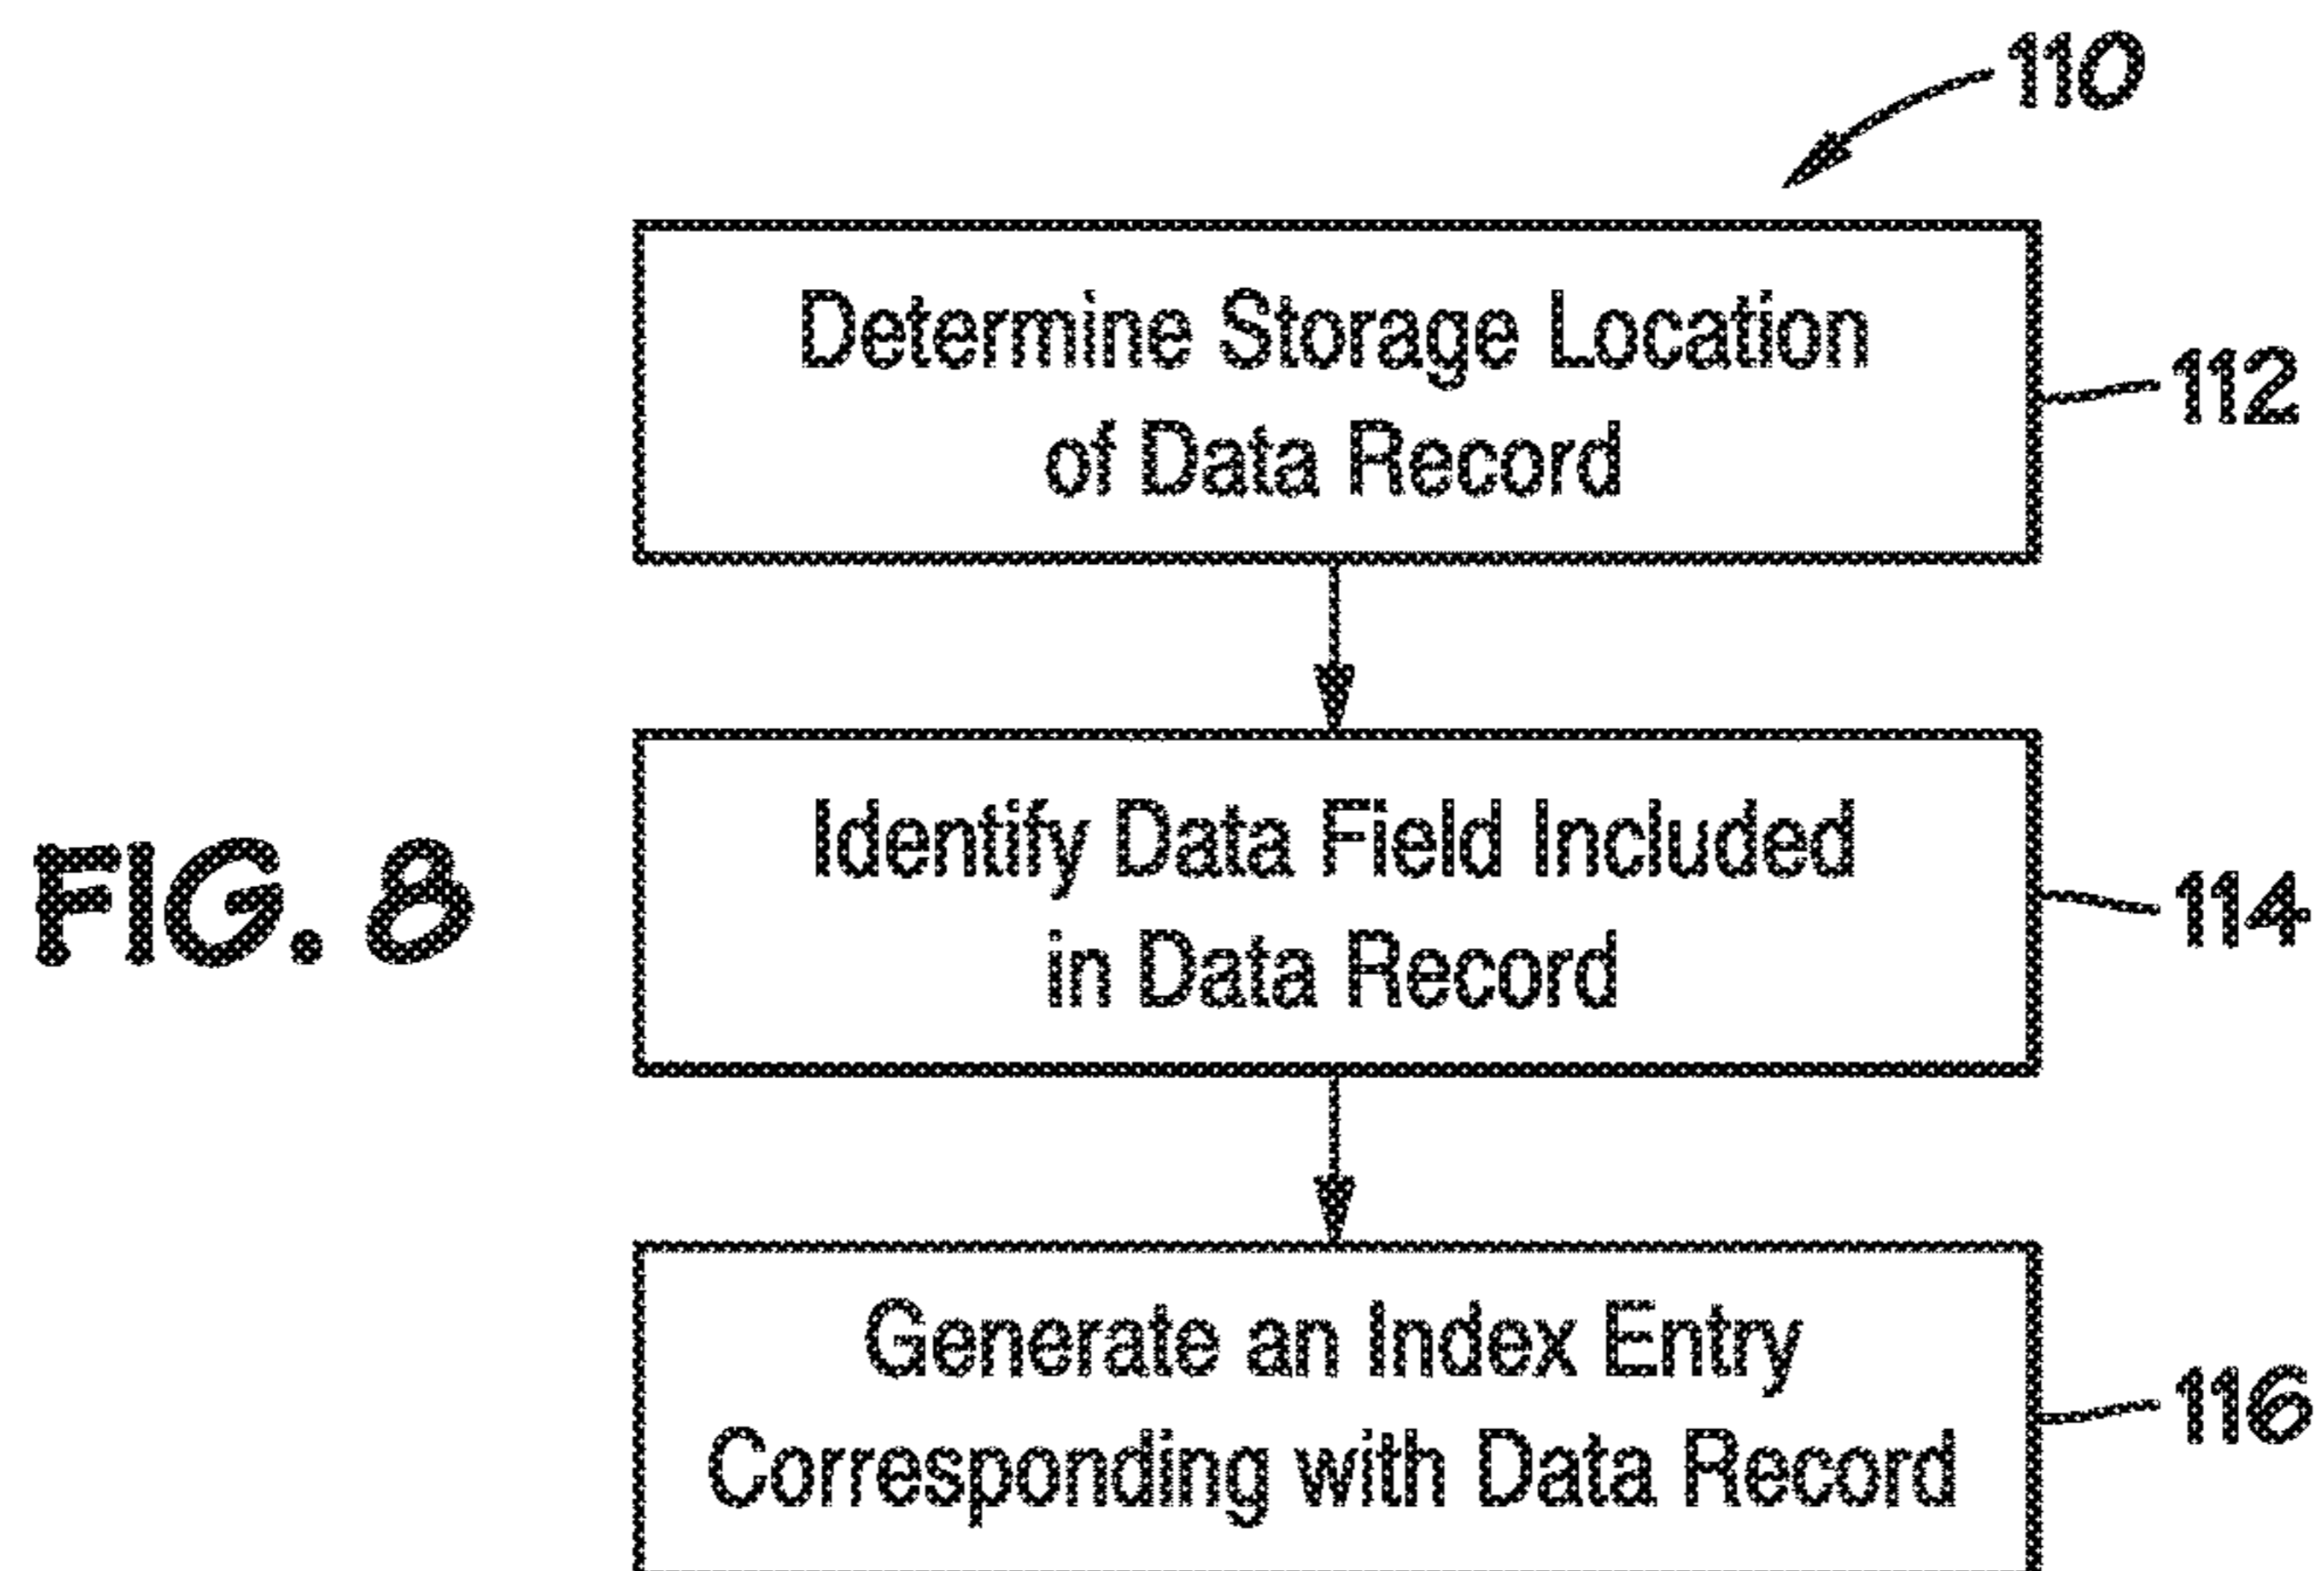 110
Determine Storage Location
of Data Record
112
Identify Data Field Included
in Data Record
114
FIG. 8
Generate an Index Entry
Corresponding with Data Record
116